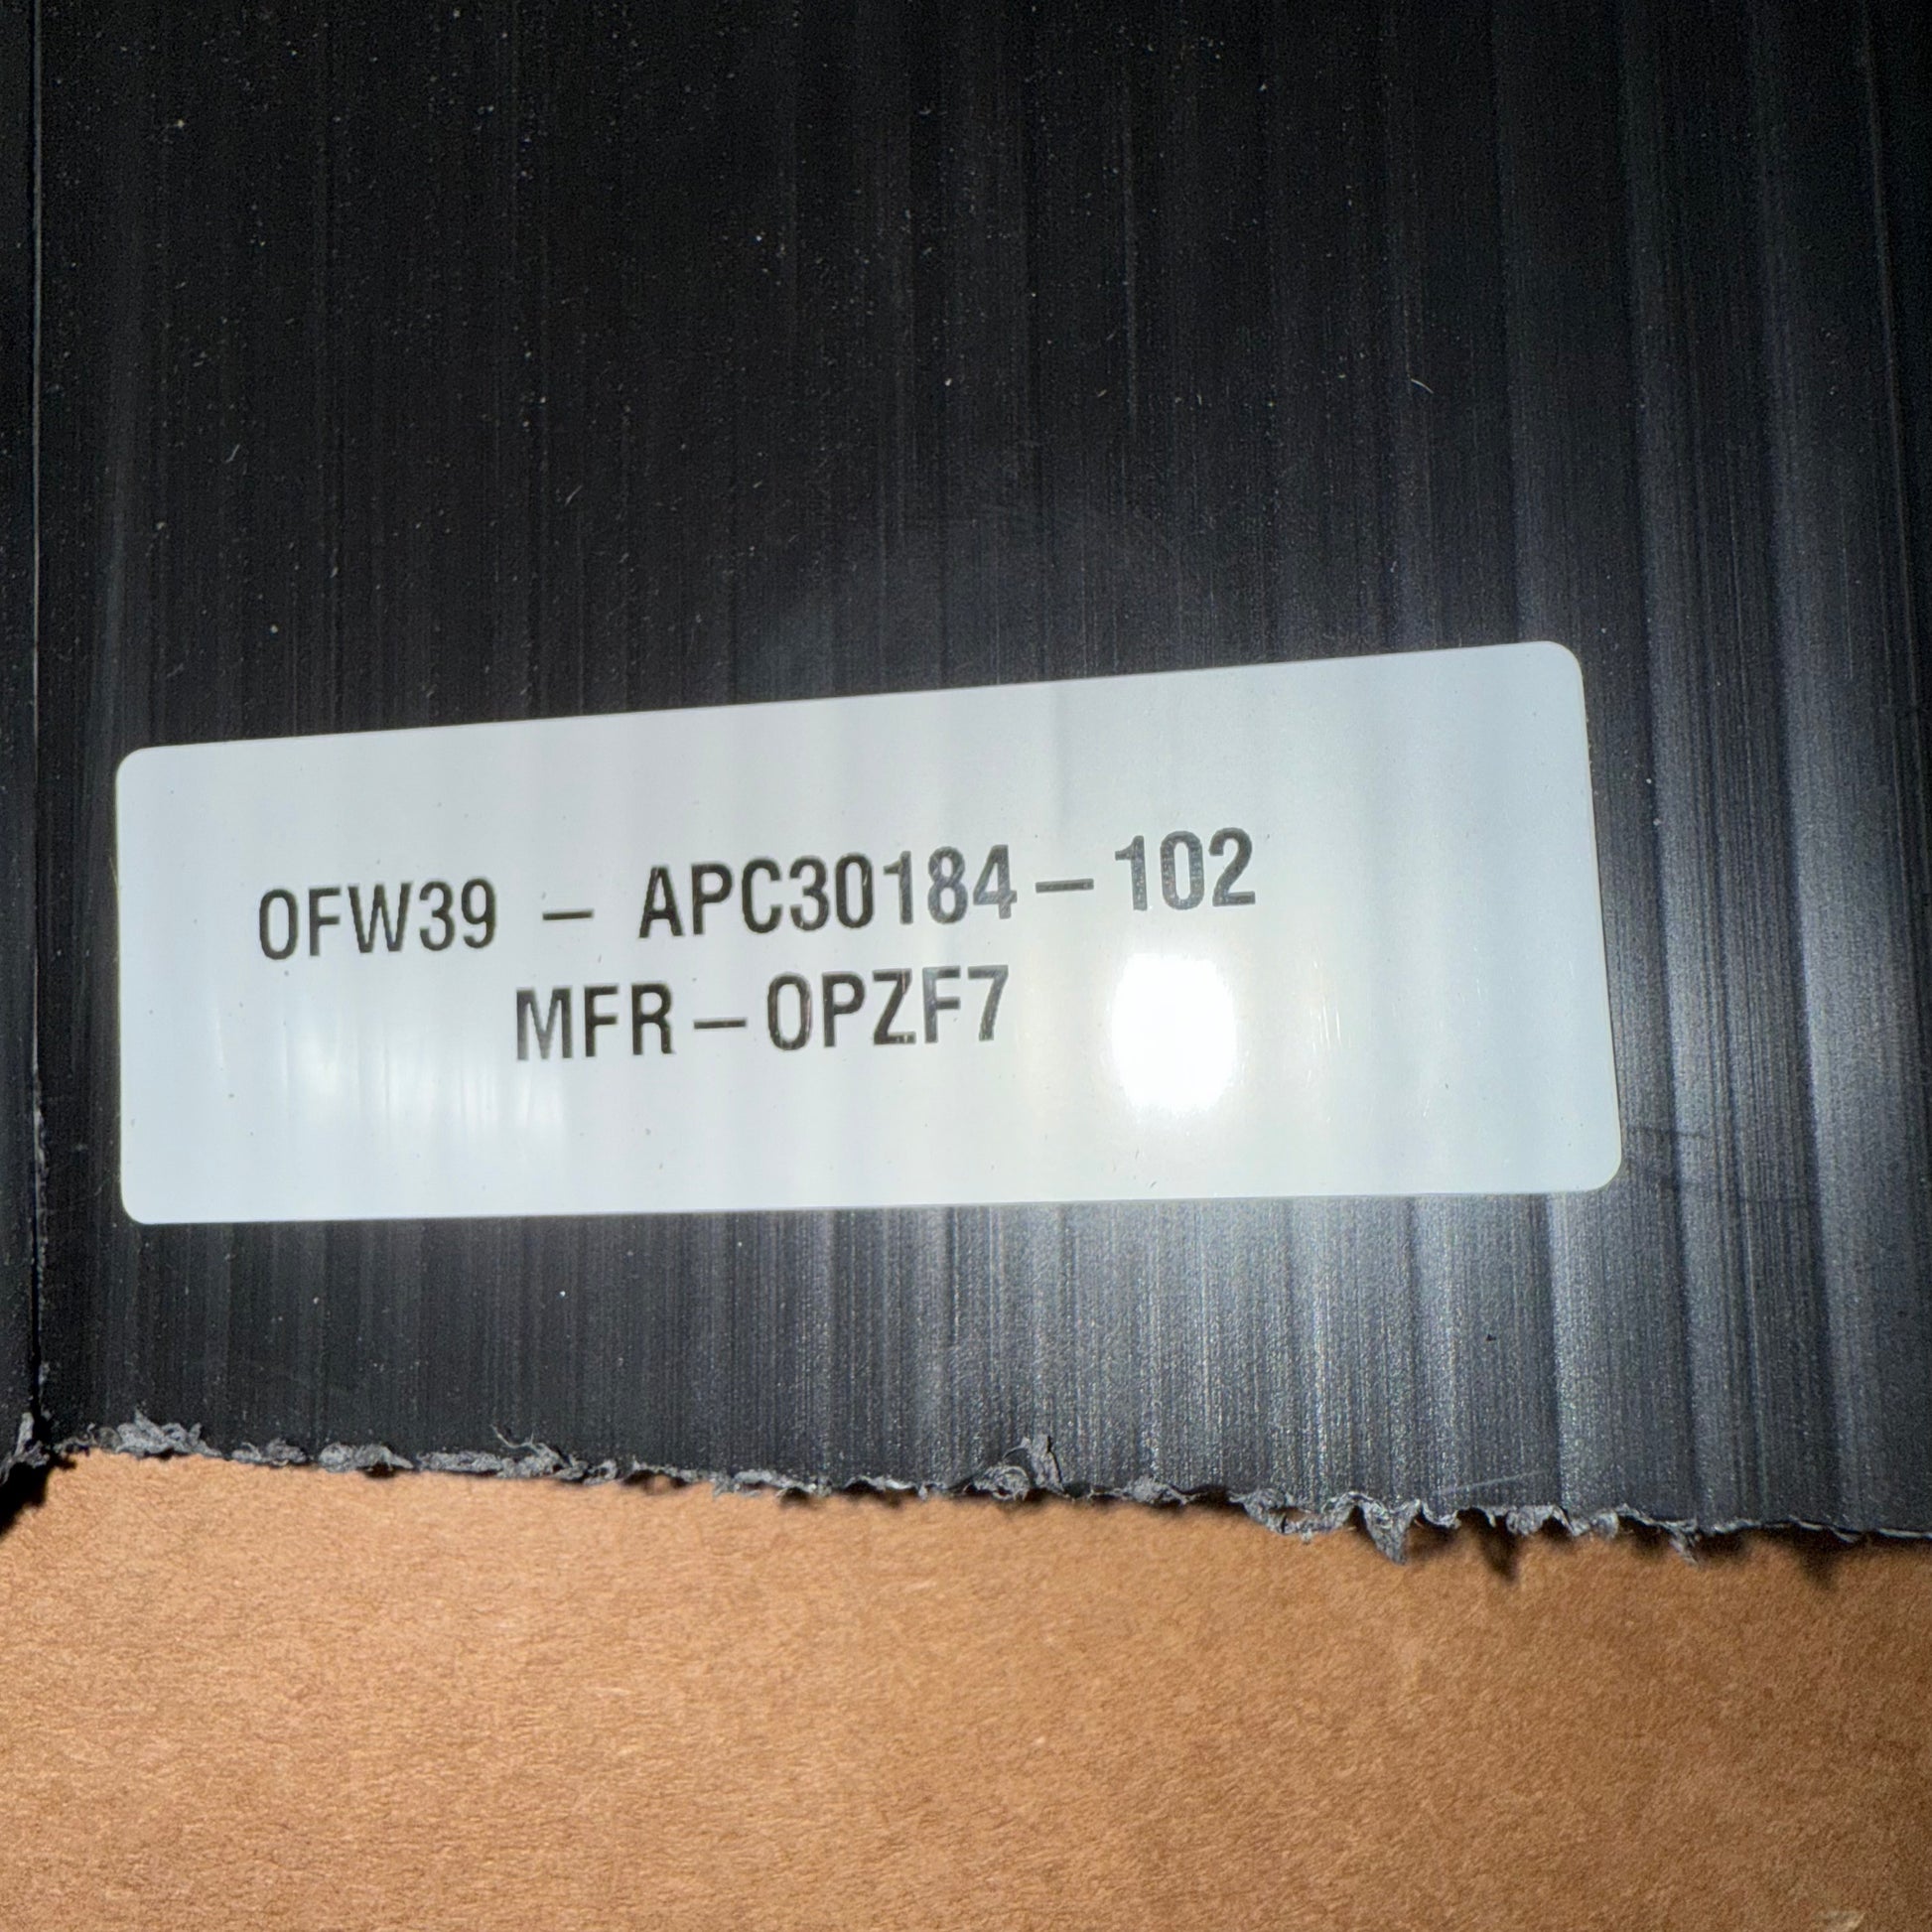 0FW39 – APC30184 – 102
MFR – 0PZF7